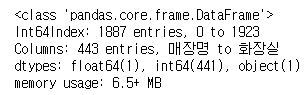 <class 'pandas.core.frame.DataFrame'>
Int64Index: 1887 entries, 0 to 1923
Columns: 443 entries, 매장명 to 화장실
dtypes: float64(1), int64(441), object(1)
memory usage: 6.5+ MB